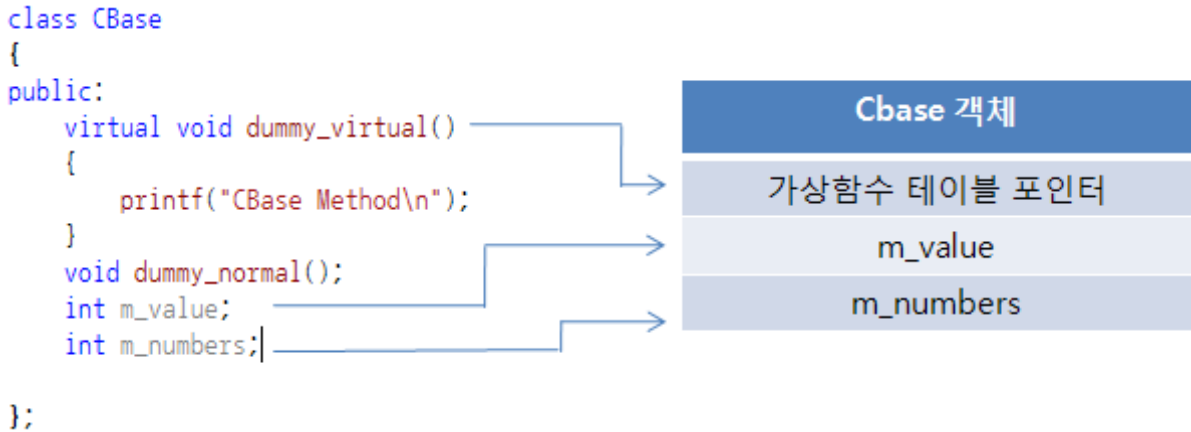 class CBase
{
public:
virtual void dummy_virtual()
{
printf("CBase Method\n");
}
void dummy_normal();
int m_value;
int m_numbers;
};
Cbase 객체
가상함수 테이블 포인터
m_value
m_numbers